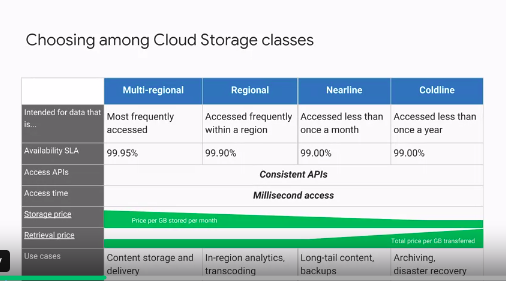 Choosing among Cloud Storage classes
Multi-regional Regional Nearline Coldline
Intended for data that
is...
Most frequently
accessed
Accessed frequently
within a region
Accessed less than
once a month
Accessed less than
once a year
Availability SLA 99.95% 99.90% 99.00% 99.00%
Access APIs Consistent APIs
Access time Millisecond access
Storage price Price per GB stored per month
Retrieval price Total price per GB transferred
Use cases
Content storage and
delivery
In-region analytics,
transcoding
Long-tail content,
backups
Archiving,
disaster recovery